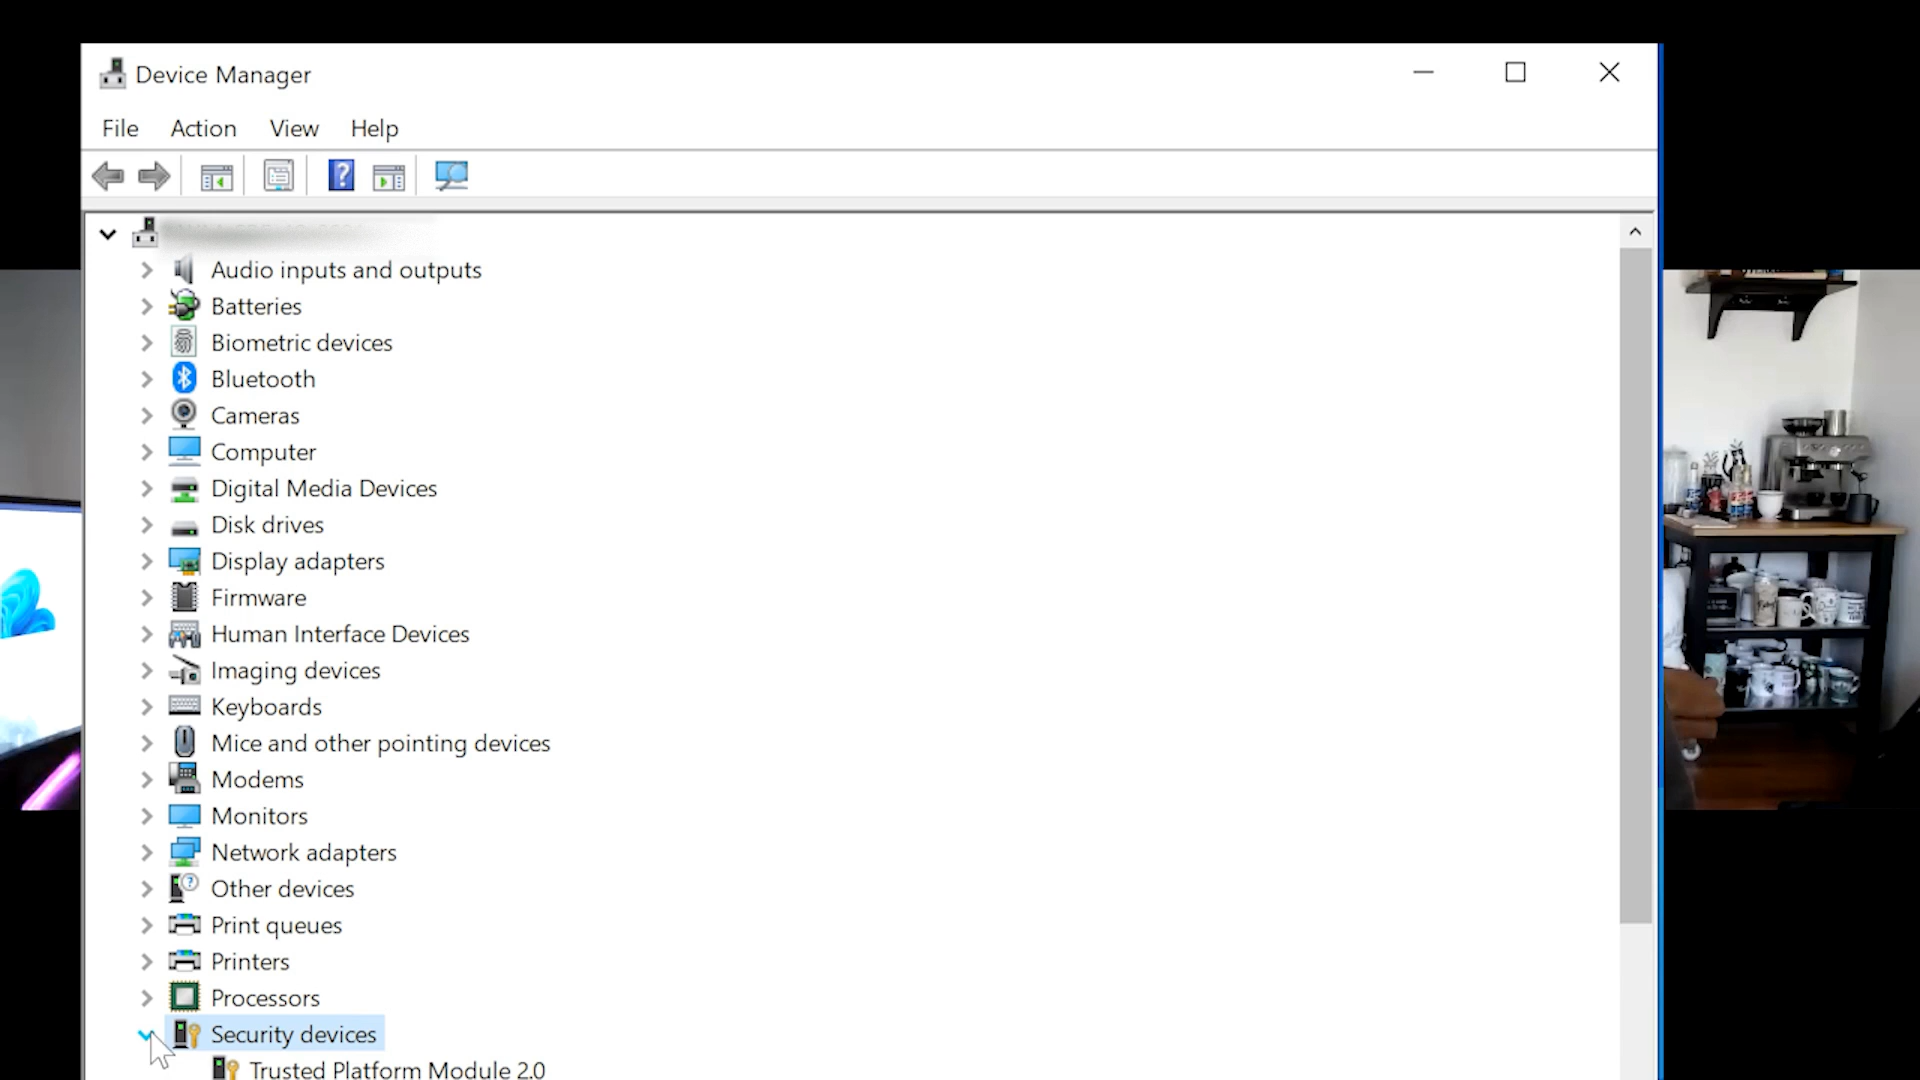 Device Manager
File Action View Help
Audio inputs and outputs
Batteries
Biometric devices
Bluetooth
Cameras
Computer
Digital Media Devices
Disk drives
Display adapters
Firmware
Human Interface Devices
Imaging devices
Keyboards
Mice and other pointing devices
Modems
Monitors
Network adapters
Other devices
Print queues
Printers
Processors
Security devices
Trusted Platform Module 2.0